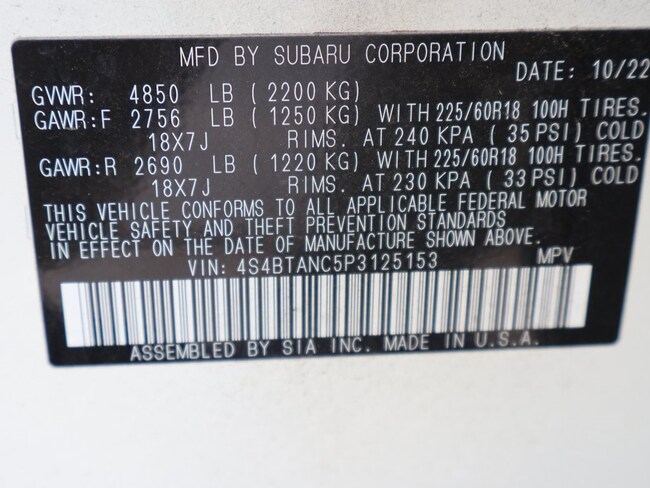 MFD BY SUBARU CORPORATION
DATE: 10/22
GVWR: 4850 LB (2200 KG)
GAWR:F 2756 LB (1250 KG) WITH 225/60R18 100H TIRES.
18X7J RIMS. AT 240 KPA (35 PSI) COLD
GAWR:R 2690 LB (1220 KG) WITH 225/60R18 100H TIRES.
18X7J RIMS. AT 230 KPA (33 PSI) COLD
THIS VEHICLE CONFORMS TO ALL APPLICABLE FEDERAL MOTOR
VEHICLE SAFETY AND THEFT PREVENTION STANDARDS
IN EFFECT ON THE DATE OF MANUFACTURE SHOWN ABOVE.
VIN: 4S4BTANC5P3125153 MPV
ASSEMBLED BY SIA INC. MADE IN U.S.A.